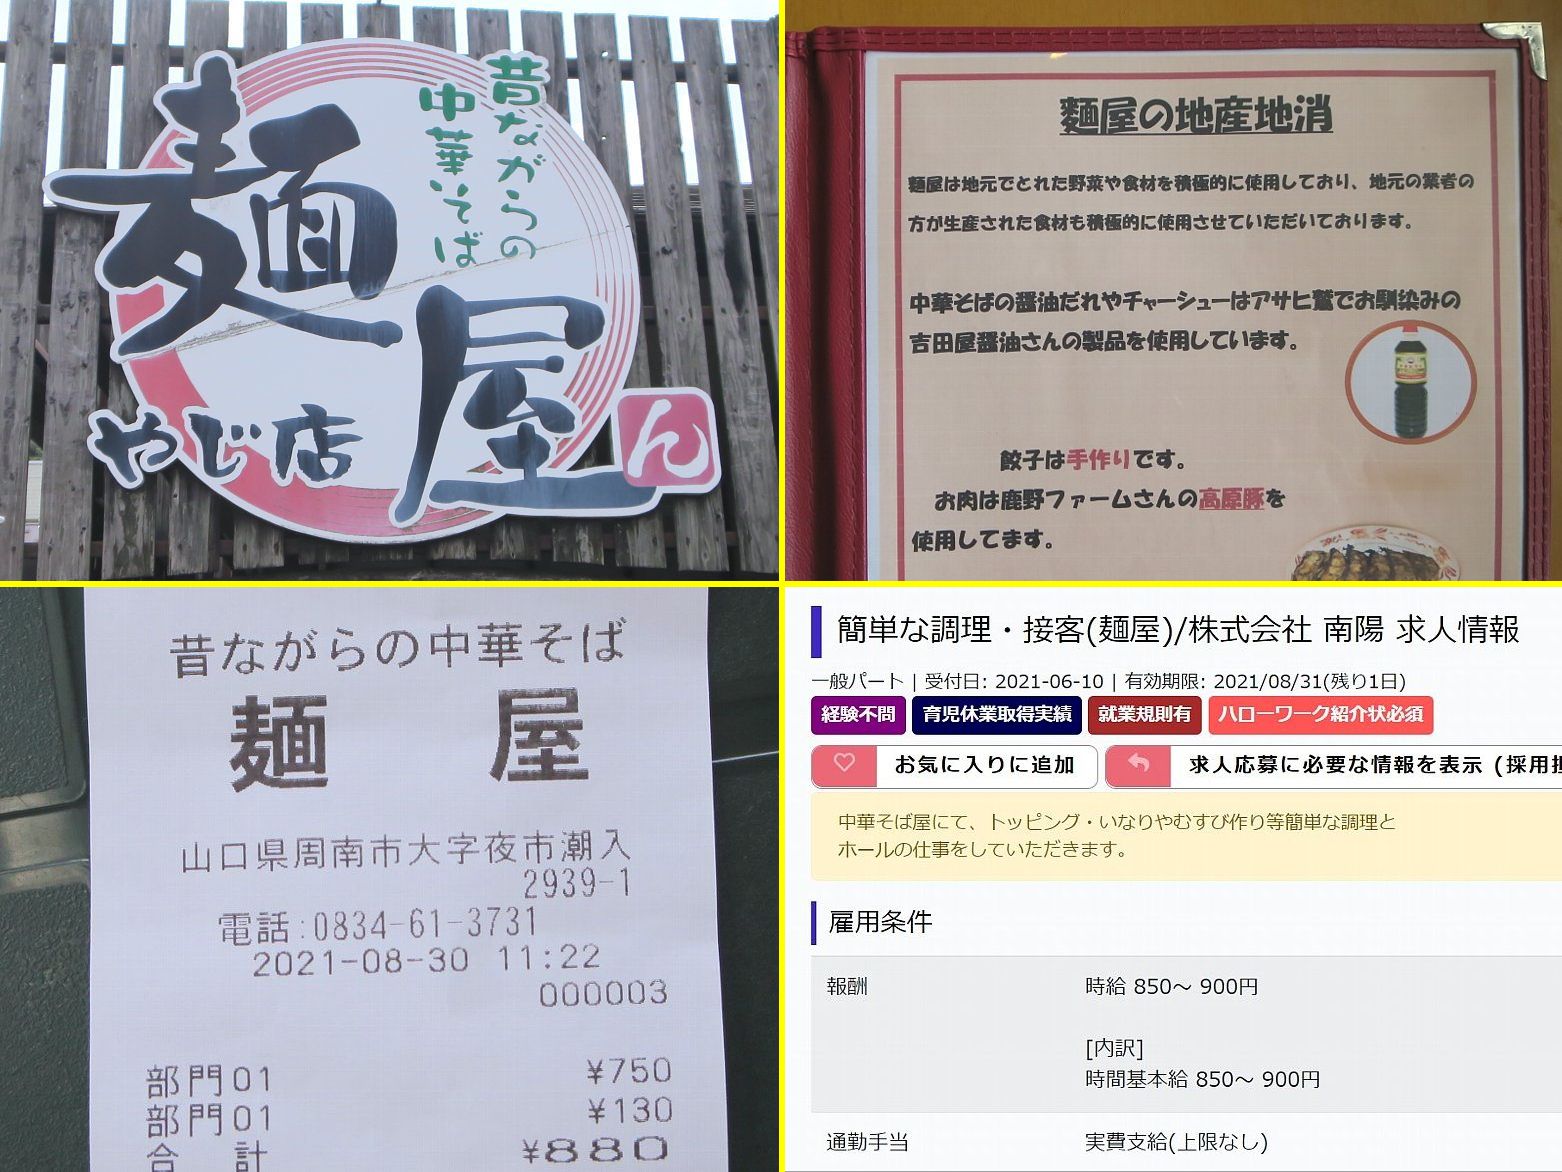 昔ながらの
中華そば
麺屋
やじ店
ん
麺屋の地産地消
麺屋は地元でとれた野菜や食材を積極的に使用しており、地元の業者の
方が生産された食材も積極的に使用させていただいております。
中華そばの醤油だれやチャーシューはアサヒ鷲でお馴染みの
吉田屋醤油さんの製品を使用しています。
餃子は手作りです。
お肉は鹿野ファームさんの高原豚を
使用してます。
昔ながらの中華そば
麺 屋
山口県周南市大字夜市潮入
2939-1
電話:0834-61-3731
2021-08-30 11:22
000003
部門01 ¥750
部門01 ¥130
合 計 ¥880
簡単な調理・接客(麺屋)/株式会社 南陽 求人情報
一般パート | 受付日: 2021-06-10 | 有効期限: 2021/08/31(残り1日)
経験不問 育児休業取得実績 就業規則有 ハローワーク紹介状必須
お気に入りに追加 求人応募に必要な情報を表示 (採用担
中華そば屋にて、トッピング・いなりやむすび作り等簡単な調理と
ホールの仕事をしていただきます。
雇用条件
報酬 時給 850〜 900円
[内訳]
時間基本給 850〜 900円
通勤手当 実費支給(上限なし)